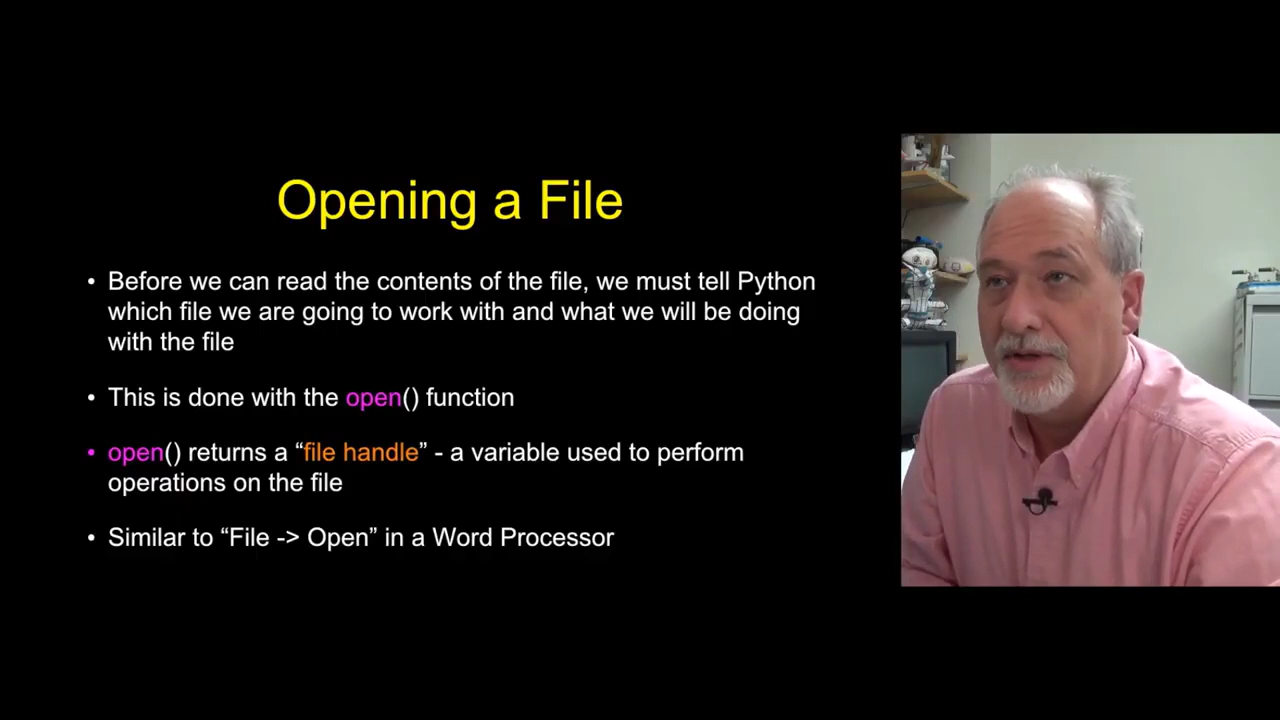 Opening a File
• Before we can read the contents of the file, we must tell Python
which file we are going to work with and what we will be doing
with the file
• This is done with the open() function
• open() returns a “file handle” - a variable used to perform
operations on the file
• Similar to “File -> Open” in a Word Processor